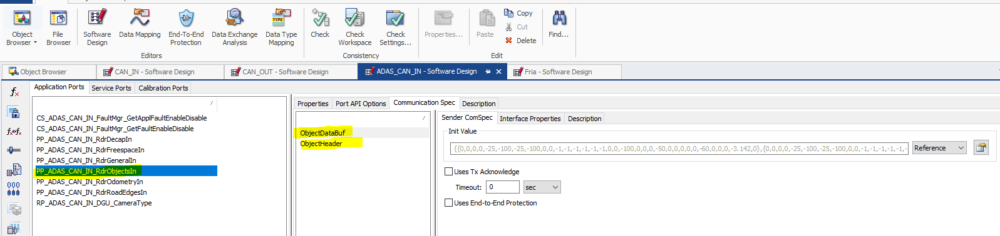 Object Browser
File Browser
Software Design
Data Mapping
End-To-End Protection
Data Exchange Analysis
Data Type Mapping
Check
Check Workspace
Check Settings...
Properties...
Paste
Copy
Cut
Delete
Find...
Editors
Consistency
Edit
Object Browser
CAN_IN - Software Design
CAN_OUT - Software Design
ADAS_CAN_IN - Software Design
Fria - Software Design
Application Ports
Service Ports
Calibration Ports
CS_ADAS_CAN_IN_FaultMgr_GetApplFaultEnableDisable
CS_ADAS_CAN_IN_FaultMgr_GetFaultEnableDisable
PP_ADAS_CAN_IN_RdrDecapIn
PP_ADAS_CAN_IN_RdrFreespaceIn
PP_ADAS_CAN_IN_RdrGeneralIn
PP_ADAS_CAN_IN_RdrObjectsIn
PP_ADAS_CAN_IN_RdrOdometryIn
PP_ADAS_CAN_IN_RdrRoadEdgesIn
RP_ADAS_CAN_IN_DGU_CameraType
Properties
Port API Options
Communication Spec
Description
ObjectDataBuf
ObjectHeader
Sender ComSpec
Interface Properties
Description
Init Value
{{0,0,0,0,-25,-100,-25,-100,0,0,-1,-1,-1,-1,-1,-1,0,0,-100,0,0,0,-50,0,0,0,0,0,-60,0,0,0,-3.142,0},{0,0,0,0,-25,-100,-25,-100,0,0,-1,-1,-1,-1,-1,-
Reference
Uses Tx Acknowledge
Timeout: 0 sec
Uses End-to-End Protection